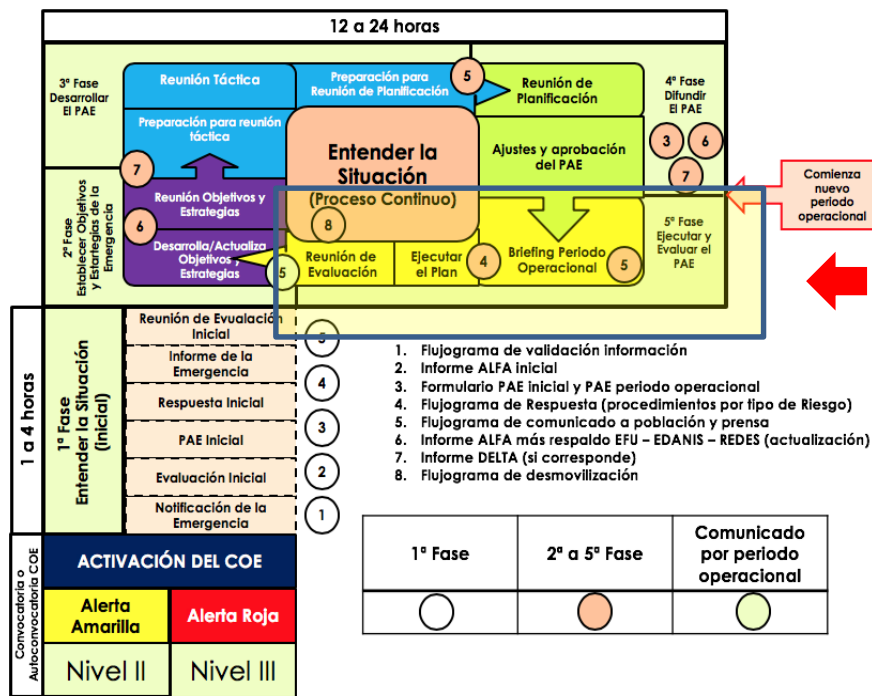 12 a 24 horas
3ª Fase
Desarrollar
El PAE
Reunión Táctica
Preparación para
Reunión de Planificación
5
Reunión de
Planificación
4ª Fase
Difundir
El PAE
3
6
7
Preparación para reunión
táctica
7
Entender la
Situación
(Proceso Continuo)
8
Ajustes y aprobación
del PAE
Comienza
nuevo
periodo
operacional
2ª Fase
Establecer Objetivos
y Estartegias de la
Emergencia
6
Reunión Objetivos y
Estrategias
Desarrolla/Actualiza
Objetivos y
Estrategias
5
Reunión de
Evaluación
Ejecutar
el Plan
4
Briefing Periodo
Operacional
5
5ª Fase
Ejecutar y
Evaluar el
PAE
1 a 4 horas
1ª Fase
Entender la Situación
(inicial)
Reunión de Evualación
Inicial
5
Informe de la
Emergencia
4
Respuesta Inicial
3
PAE Inicial
2
Evaluación Inicial
Notificación de la
Emergencia
1
1. Flujograma de validación información
2. Informe ALFA inicial
3. Formulario PAE inicial y PAE periodo operacional
4. Flujograma de Respuesta (procedimientos por tipo de Riesgo)
5. Flujograma de comunicado a población y prensa
6. Informe ALFA más respaldo EFU – EDANIS – REDES (actualización)
7. Informe DELTA (si corresponde)
8. Flujograma de desmovilización
1ª Fase
2ª a 5ª Fase
Comunicado
por periodo
operacional
Convocatoria o
Autoconvocatoria COE
ACTIVACIÓN DEL COE
Alerta
Amarilla
Alerta Roja
Nivel II
Nivel III